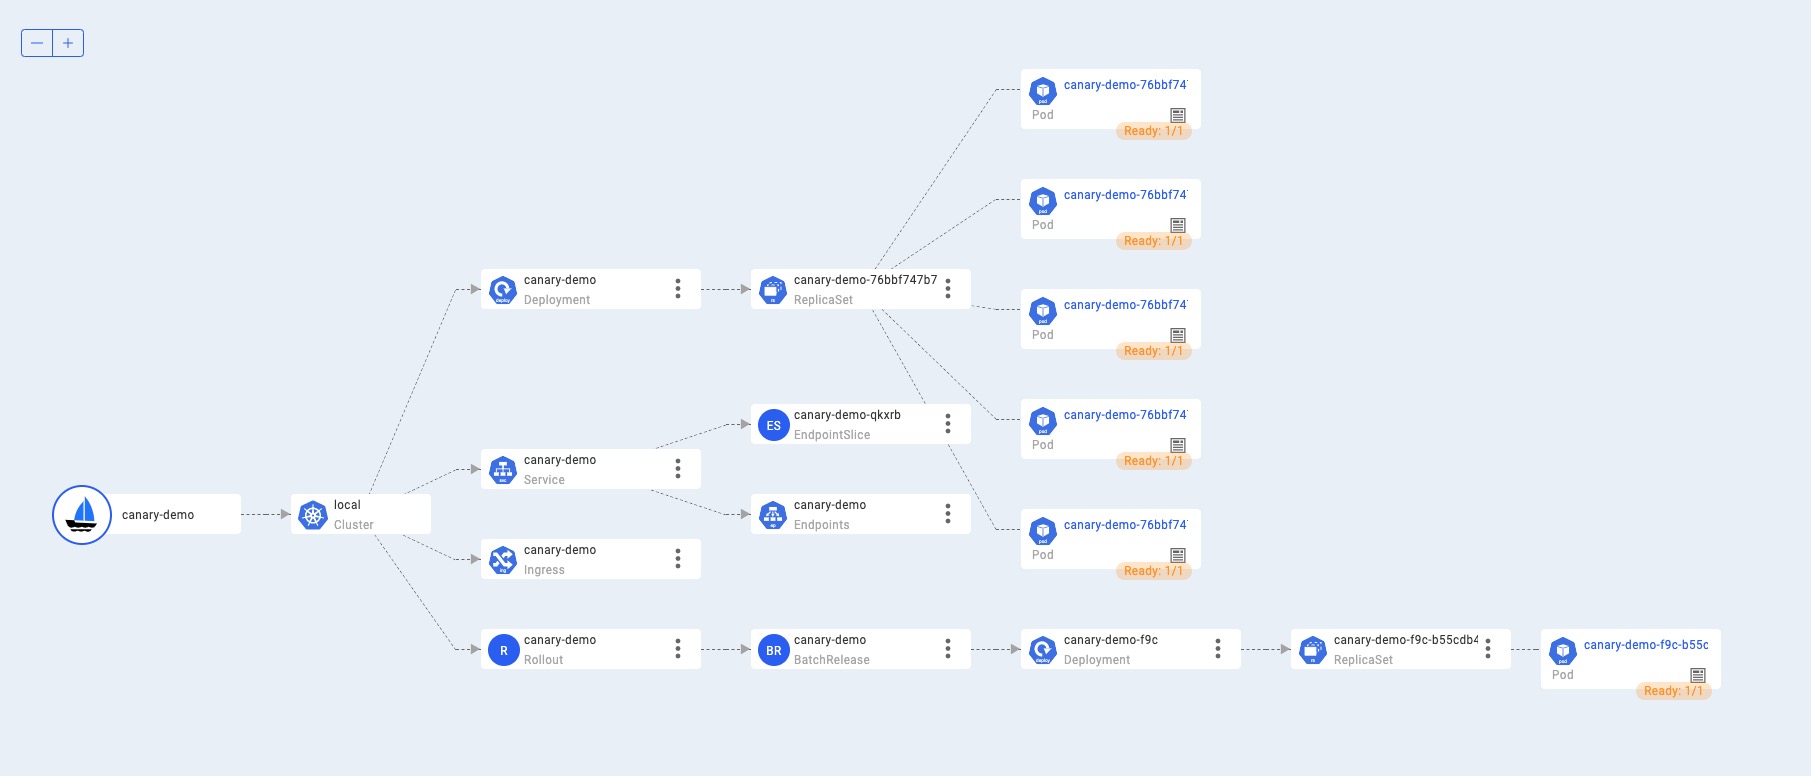 canary-demo
local
Cluster
canary-demo
Deployment
canary-demo
Service
canary-demo
Ingress
canary-demo
R
Rollout
canary-demo-76bbf747b7
ReplicaSet
canary-demo-qkxrb
ES
EndpointSlice
canary-demo
Endpoints
canary-demo
BR
BatchRelease
canary-demo-76bbf74
Pod
Ready: 1/1
canary-demo-76bbf74
Pod
Ready: 1/1
canary-demo-76bbf74
Pod
Ready: 1/1
canary-demo-76bbf74
Pod
Ready: 1/1
canary-demo-76bbf74
Pod
Ready: 1/1
canary-demo-f9c
Deployment
canary-demo-f9c-b55cdb4
ReplicaSet
canary-demo-f9c-b55c
Pod
Ready: 1/1